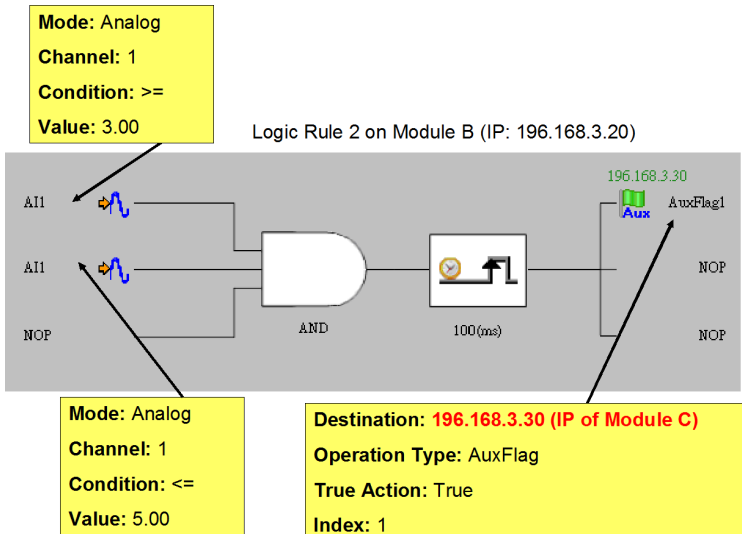 Mode: Analog
Channel: 1
Condition: >=
Value: 3.00
Logic Rule 2 on Module B (IP: 196.168.3.20)
196.168.3.30
AI1
Aux
AuxFlag1
AI1
NOP
NOP
AND
100(ms)
NOP
Mode: Analog
Channel: 1
Condition: <=
Value: 5.00
Destination: 196.168.3.30 (IP of Module C)
Operation Type: AuxFlag
True Action: True
Index: 1